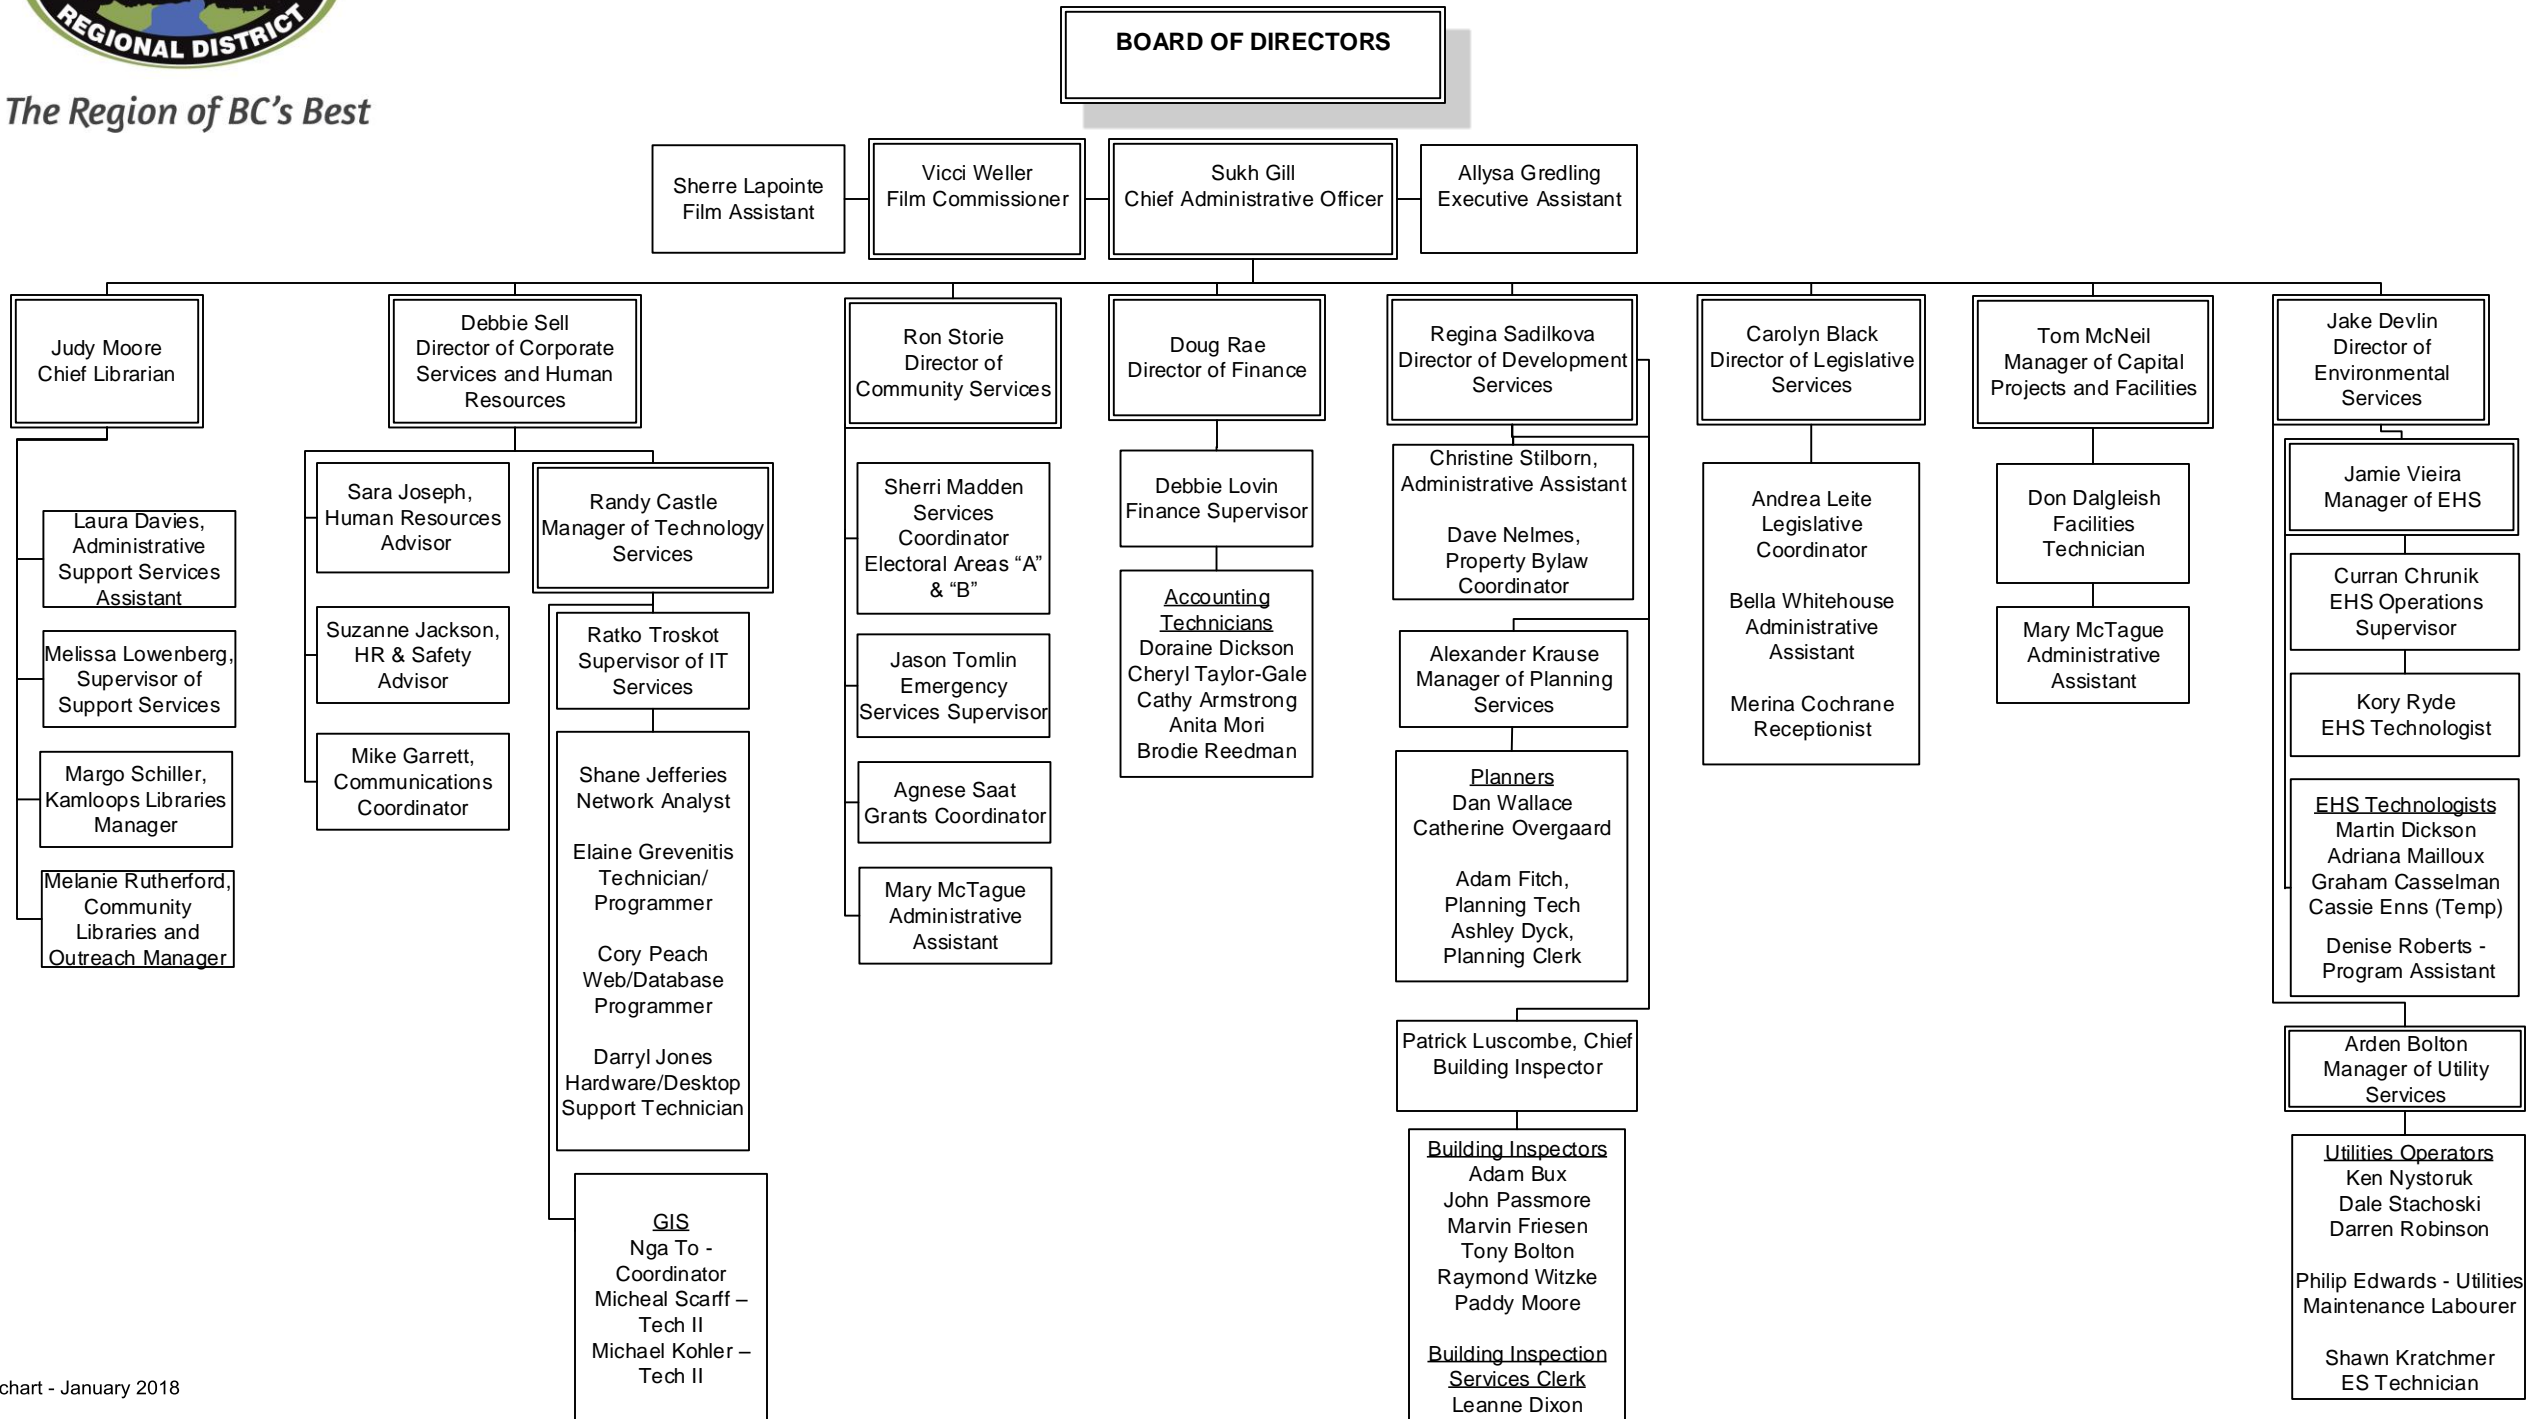 REGIONAL DISTRICT
The Region of BC's Best
BOARD OF DIRECTORS
Sherre Lapointe
Film Assistant
Vicci Weller
Film Commissioner
Sukh Gill
Chief Administrative Officer
Allysa Gredling
Executive Assistant
Judy Moore
Chief Librarian
Laura Davies,
Administrative
Support Services
Assistant
Melissa Lowenberg,
Supervisor of
Support Services
Margo Schiller,
Kamloops Libraries
Manager
Melanie Rutherford,
Community
Libraries and
Outreach Manager
Debbie Sell
Director of Corporate
Services and Human
Resources
Sara Joseph,
Human Resources
Advisor
Suzanne Jackson,
HR & Safety
Advisor
Mike Garrett,
Communications
Coordinator
Randy Castle
Manager of Technology
Services
Ratko Troskot
Supervisor of IT
Services
Shane Jefferies
Network Analyst
Elaine Grevenitis
Technician/
Programmer
Cory Peach
Web/Database
Programmer
Darryl Jones
Hardware/Desktop
Support Technician
GIS
Nga To -
Coordinator
Micheal Scarff –
Tech II
Michael Kohler –
Tech II
Ron Storie
Director of
Community Services
Sherri Madden
Services
Coordinator
Electoral Areas “A”
& “B”
Jason Tomlin
Emergency
Services Supervisor
Agnese Saat
Grants Coordinator
Mary McTague
Administrative
Assistant
Doug Rae
Director of Finance
Debbie Lovin
Finance Supervisor
Accounting
Technicians
Doraine Dickson
Cheryl Taylor-Gale
Cathy Armstrong
Anita Mori
Brodie Reedman
Regina Sadilkova
Director of Development
Services
Christine Stilborn,
Administrative Assistant
Dave Nelmes,
Property Bylaw
Coordinator
Alexander Krause
Manager of Planning
Services
Planners
Dan Wallace
Catherine Overgaard
Adam Fitch,
Planning Tech
Ashley Dyck,
Planning Clerk
Patrick Luscombe, Chief
Building Inspector
Building Inspectors
Adam Bux
John Passmore
Marvin Friesen
Tony Bolton
Raymond Witzke
Paddy Moore
Building Inspection
Services Clerk
Leanne Dixon
Carolyn Black
Director of Legislative
Services
Andrea Leite
Legislative
Coordinator
Bella Whitehouse
Administrative
Assistant
Merina Cochrane
Receptionist
Tom McNeil
Manager of Capital
Projects and Facilities
Don Dalgleish
Facilities
Technician
Mary McTague
Administrative
Assistant
Jake Devlin
Director of
Environmental
Services
Jamie Vieira
Manager of EHS
Curran Chrunik
EHS Operations
Supervisor
Kory Ryde
EHS Technologist
EHS Technologists
Martin Dickson
Adriana Mailloux
Graham Casselman
Cassie Enns (Temp)
Denise Roberts -
Program Assistant
Arden Bolton
Manager of Utility
Services
Utilities Operators
Ken Nystoruk
Dale Stachoski
Darren Robinson
Philip Edwards - Utilities
Maintenance Labourer
Shawn Kratchmer
ES Technician
chart - January 2018